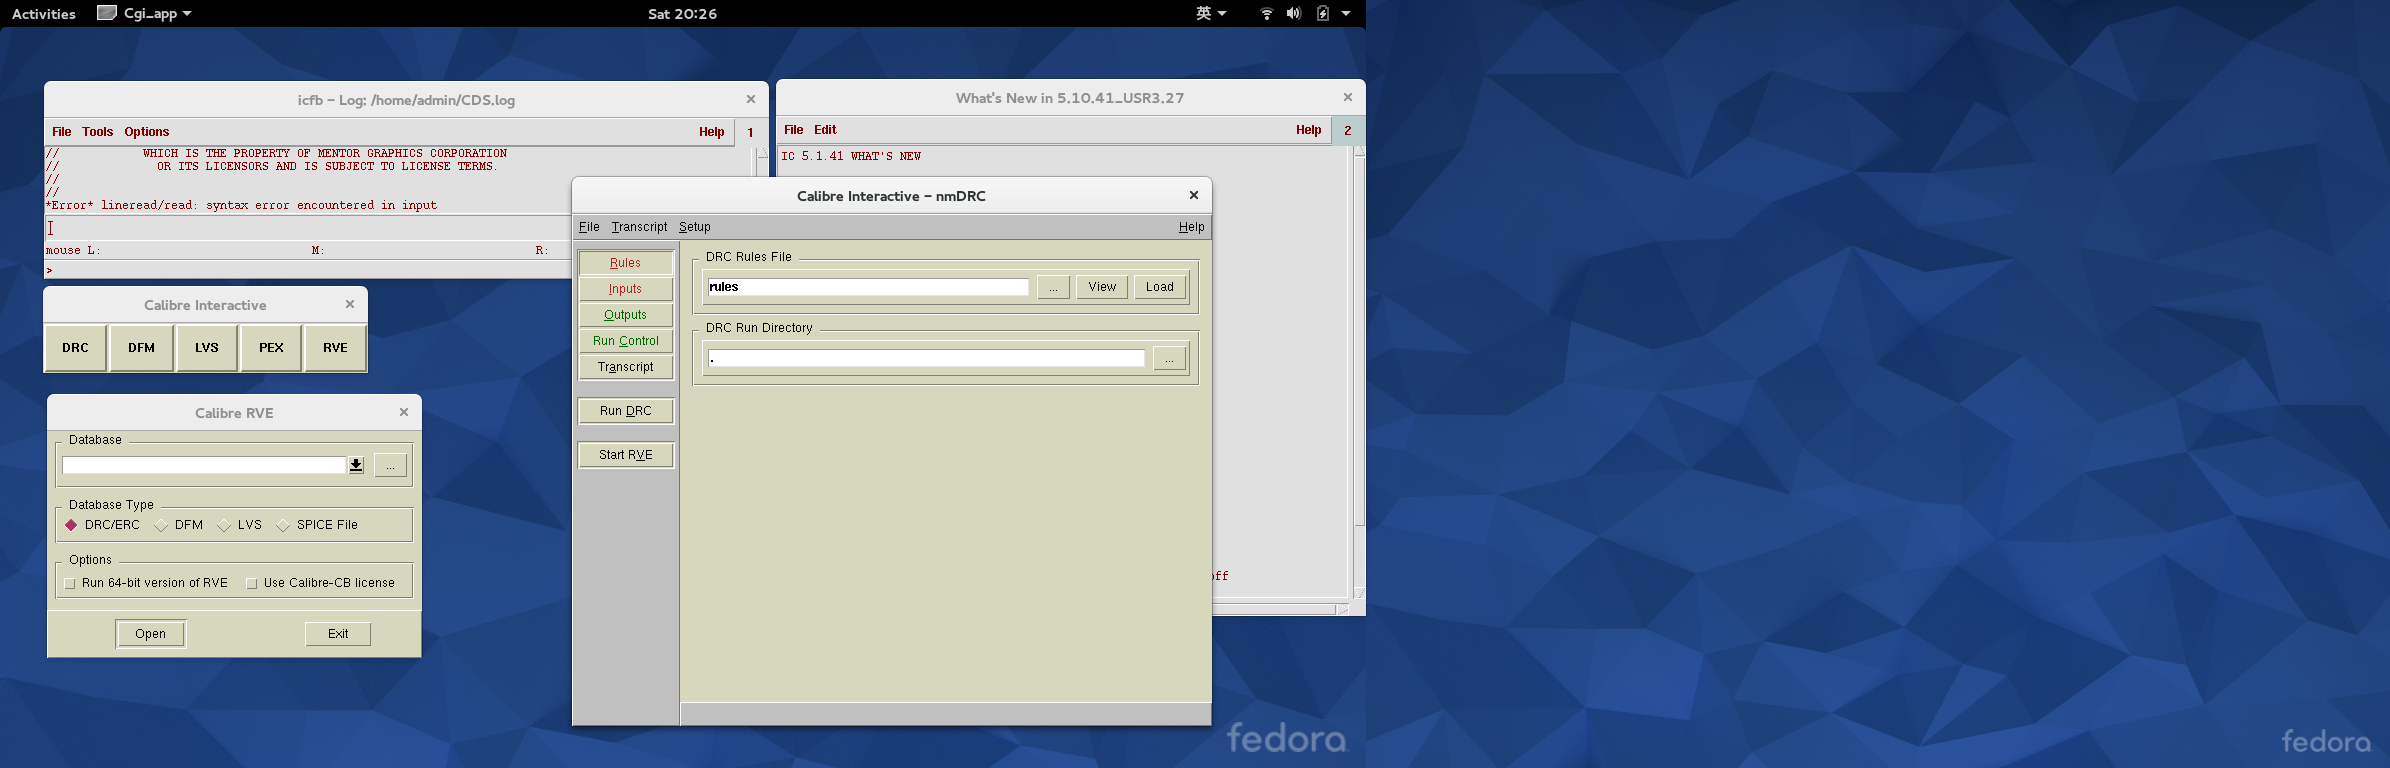 Activities Cgi_app Sat 20:26 英
icfb - Log: /home/admin/CDS.log
File Tools Options Help 1
// WHICH IS THE PROPERTY OF MENTOR GRAPHICS CORPORATION
// OR ITS LICENSORS AND IS SUBJECT TO LICENSE TERMS.
//
//
*Error* lineread/read: syntax error encountered in input
mouse L: M: R:
>
What's New in 5.10.41_USR3.27
File Edit Help 2
IC 5.1.41 WHAT'S NEW
off
Calibre Interactive
DRC DFM LVS PEX RVE
Calibre RVE
Database
...
Database Type
DRC/ERC DFM LVS SPICE File
Options
Run 64-bit version of RVE Use Calibre-CB license
Open Exit
Calibre Interactive - nmDRC
File Transcript Setup Help
Rules
Inputs
Outputs
Run Control
Transcript
Run DRC
Start RVE
DRC Rules File
rules ... View Load
DRC Run Directory
. ...
fedora
fedora